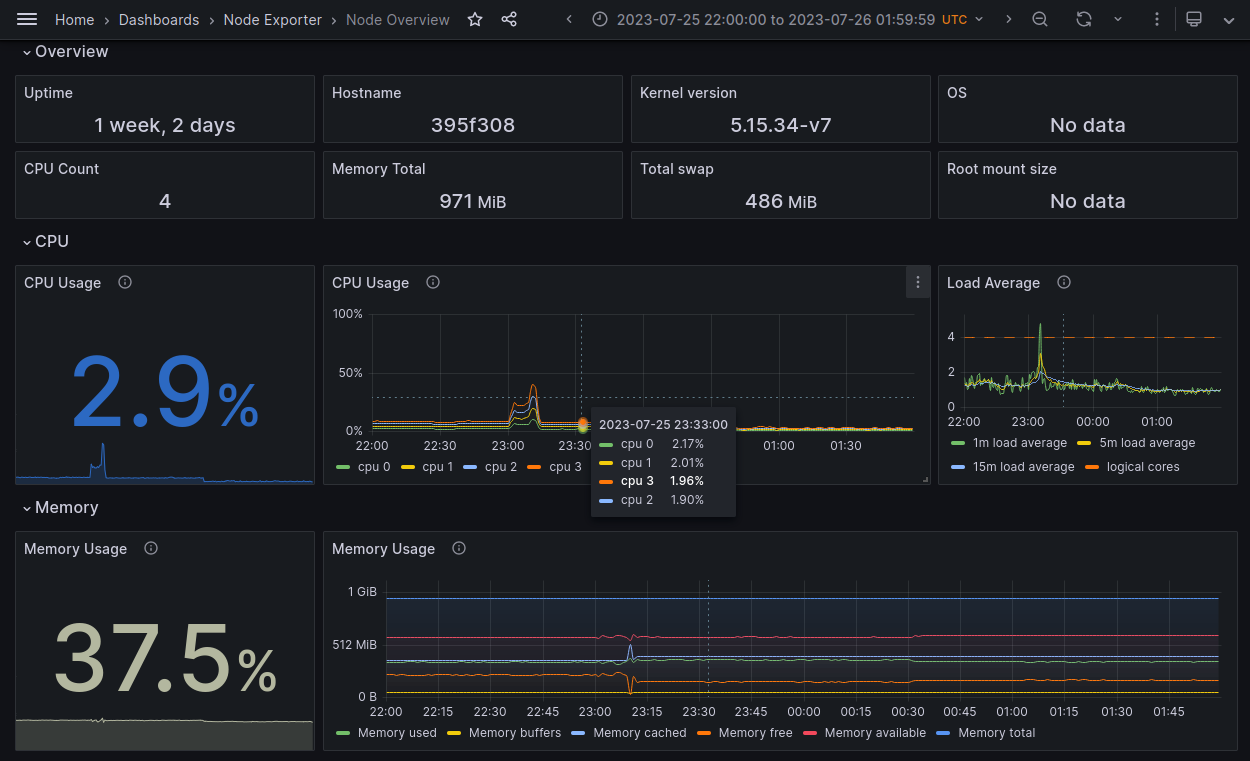 Home › Dashboards › Node Exporter › Node Overview
2023-07-25 22:00:00 to 2023-07-26 01:59:59 UTC
Overview
Uptime
1 week, 2 days
Hostname
395f308
Kernel version
5.15.34-v7
OS
No data
CPU Count
4
Memory Total
971 MiB
Total swap
486 MiB
Root mount size
No data
CPU
CPU Usage
2.9%
CPU Usage
100%
50%
0%
22:00 22:30 23:00 23:30 01:00 01:30
cpu 0 cpu 1 cpu 2 cpu 3
2023-07-25 23:33:00
cpu 0 2.17%
cpu 1 2.01%
cpu 3 1.96%
cpu 2 1.90%
Load Average
4
2
0
22:00 23:00 00:00 01:00
1m load average 5m load average
15m load average logical cores
Memory
Memory Usage
37.5%
Memory Usage
1 GiB
512 MiB
0 B
22:00 22:15 22:30 22:45 23:00 23:15 23:30 23:45 00:00 00:15 00:30 00:45 01:00 01:15 01:30 01:45
Memory used Memory buffers Memory cached Memory free Memory available Memory total